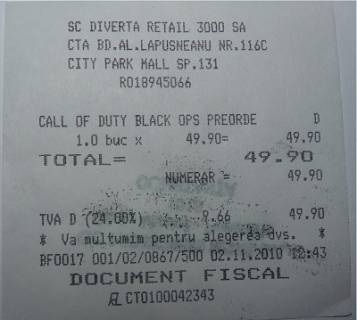 SC DIVERTA RETAIL 3000 SA
CTA BD.AL.LAPUSNEANU NR.116C
CITY PARK MALL SP.131
RO18945066
CALL OF DUTY BLACK OPS PREORDE D
1.0 buc x 49.90= 49.90
TOTAL= 49.90
NUMERAR = 49.90
TVA D (24.00%) 9.66 49.90
* Va multumim pentru alegerea dvs. *
BF0017 001/02/0867/500 02.11.2010 12:43
DOCUMENT FISCAL
CT0100042343